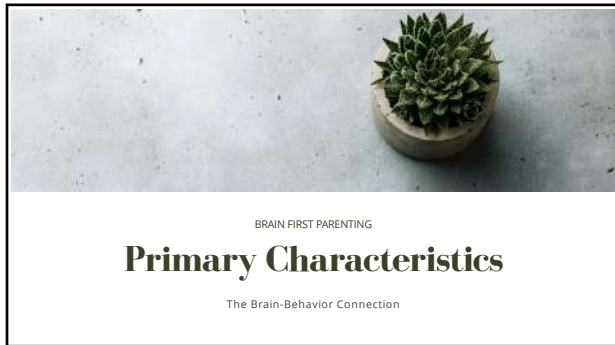 BRAIN FIRST PARENTING
Primary Characteristics
The Brain-Behavior Connection